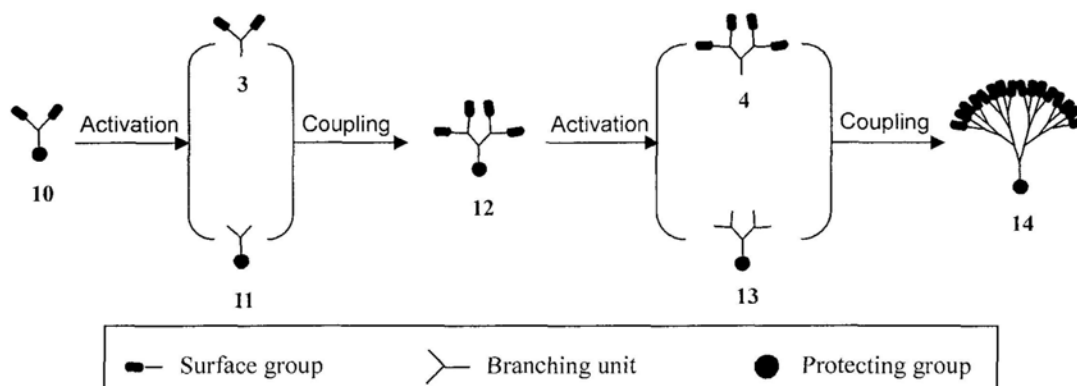 3
4
Activation
Coupling
Activation
Coupling
10
12
14
11
13
Surface group
Branching unit
Protecting group